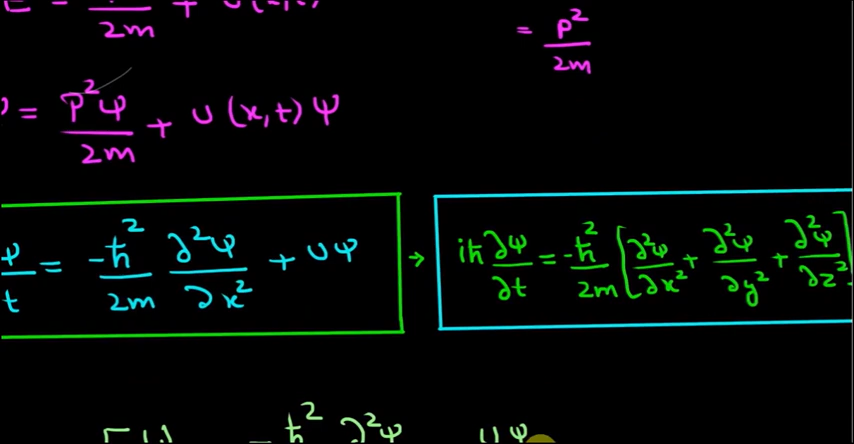 = p²/2m
= P²ψ/2m + U(x,t)ψ
= -ħ²/2m ∂²ψ/∂x² + Uψ → iħ ∂ψ/∂t = -ħ²/2m [∂²ψ/∂x² + ∂²ψ/∂y² + ∂²ψ/∂z²]